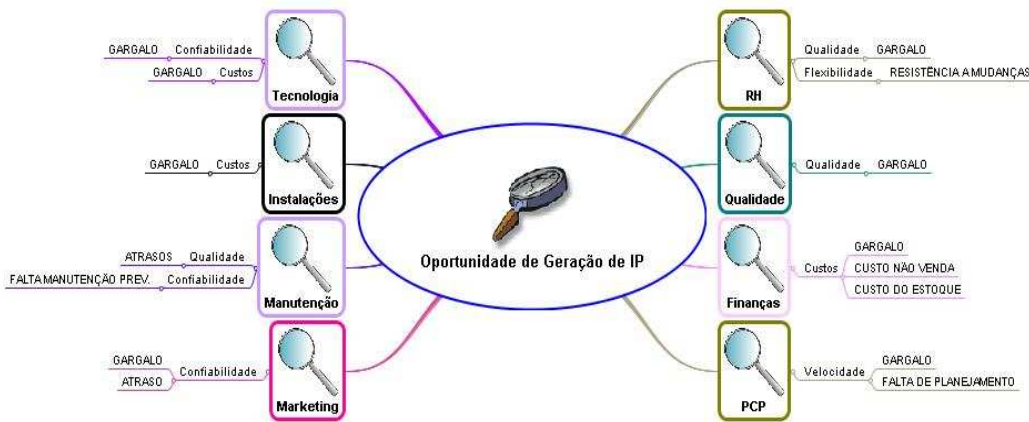 GARGALO Confiabilidade
GARGALO Custos
Tecnologia
GARGALO Custos
Instalações
ATRASOS Qualidade
FALTA MANUTENÇÃO PREV. Confiabilidade
Manutenção
GARGALO
ATRASO
Confiabilidade
Marketing
Oportunidade de Geração de IP
Qualidade GARGALO
Flexibilidade RESISTÊNCIA A MUDANÇAS
RH
Qualidade GARGALO
Qualidade
Custos
GARGALO
CUSTO NÃO VENDA
CUSTO DO ESTOQUE
Finanças
Velocidade
GARGALO
FALTA DE PLANEJAMENTO
PCP